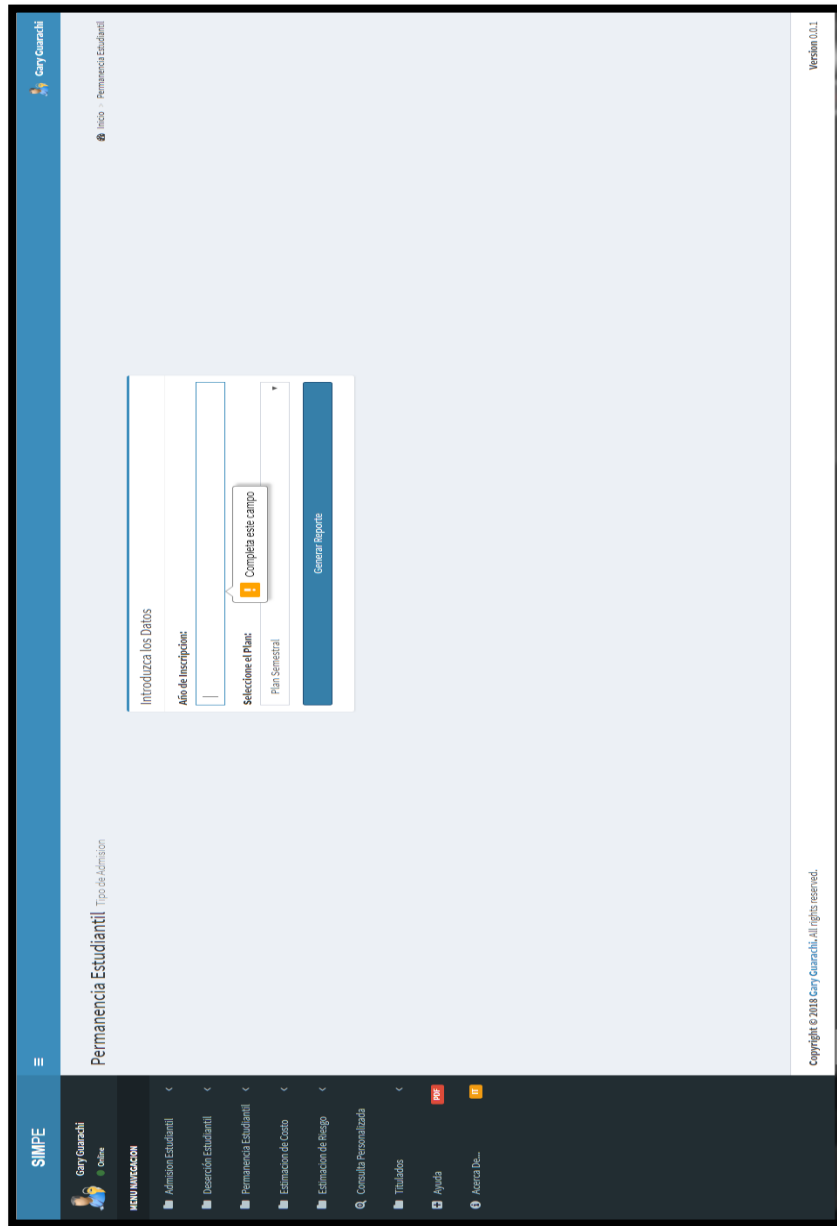 SIMPE
Gary Guarachi
Gary Guarachi
Online
MENU NAVEGACION
Admision Estudiantil
Deserción Estudiantil
Permanencia Estudiantil
Estimacion de Costo
Estimacion de Riesgo
Consulta Personalizada
Titulados
Ayuda PDF
Acerca De... IT
Permanencia Estudiantil Tipo de Admision
Inicio > Permanencia Estudiantil
Introduzca los Datos
Año de Inscripcion:
Completa este campo
Seleccione el Plan:
Plan Semestral
Generar Reporte
Copyright © 2018 Gary Guarachi. All rights reserved.
Version 0.0.1